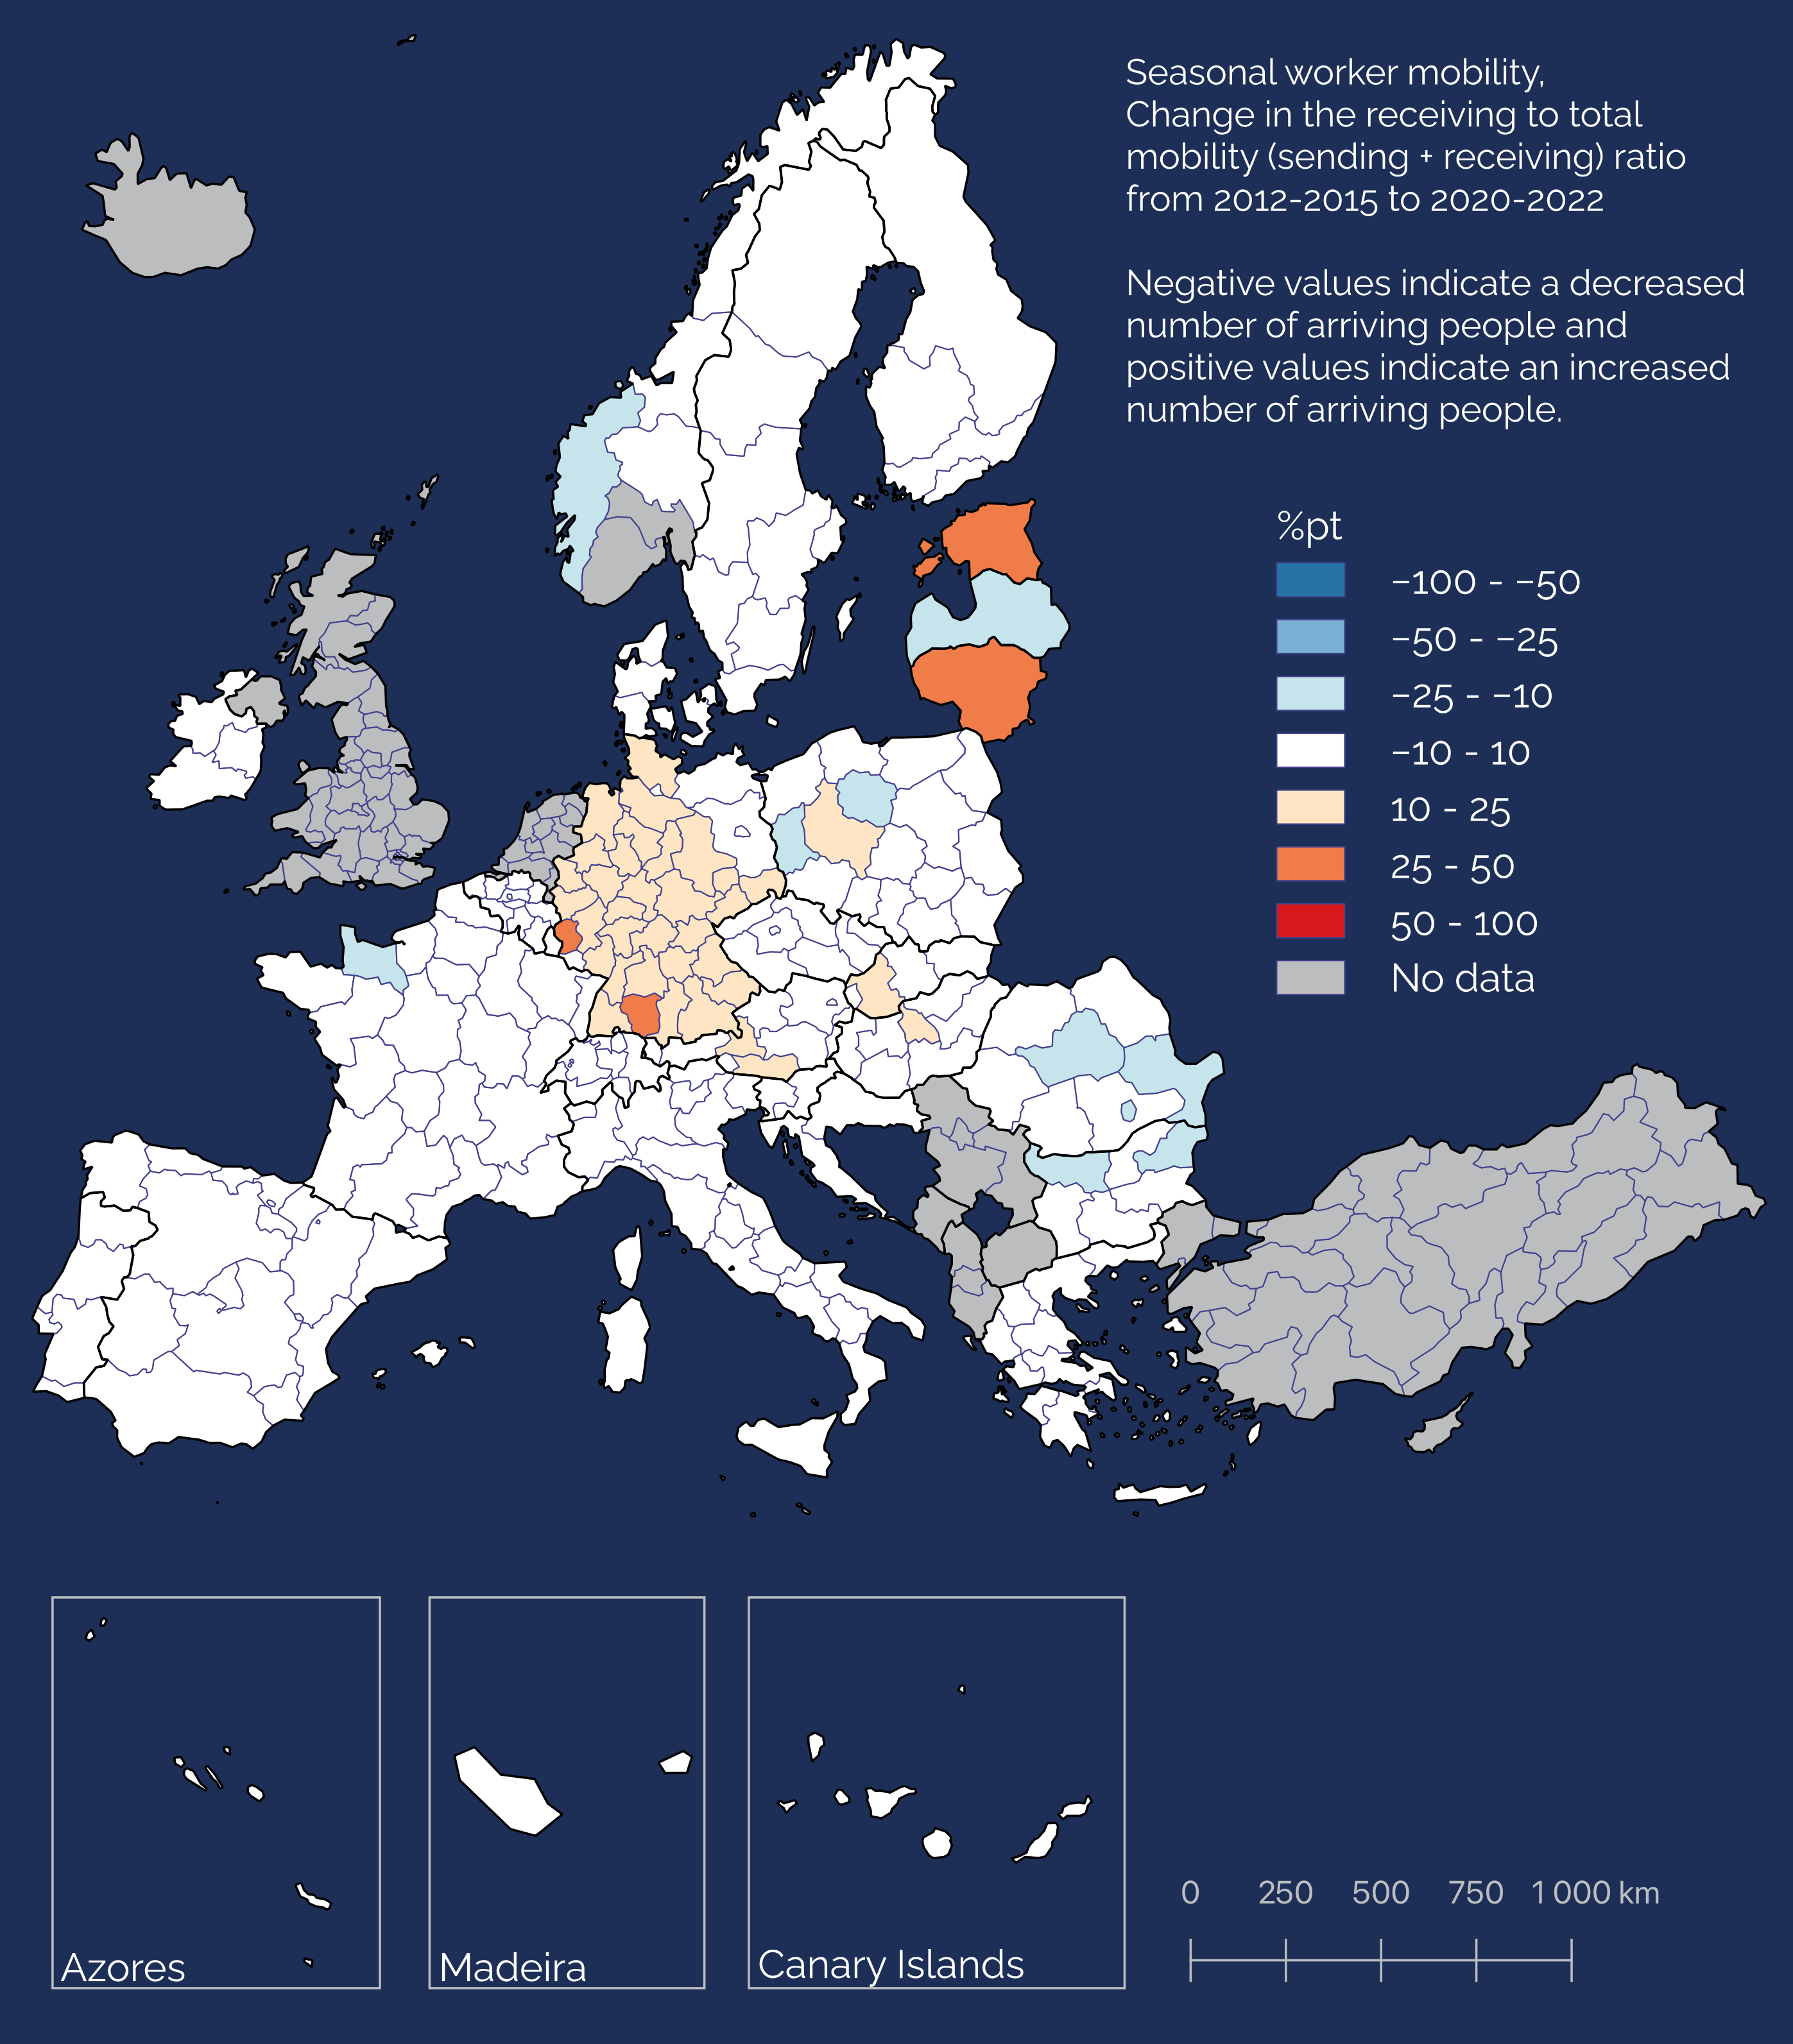 Seasonal worker mobility,
Change in the receiving to total
mobility (sending + receiving) ratio
from 2012-2015 to 2020-2022
Negative values indicate a decreased
number of arriving people and
positive values indicate an increased
number of arriving people.
%pt
−100 - −50
−50 - −25
−25 - −10
−10 - 10
10 - 25
25 - 50
50 - 100
No data
Azores
Madeira
Canary Islands
0 250 500 750 1 000 km